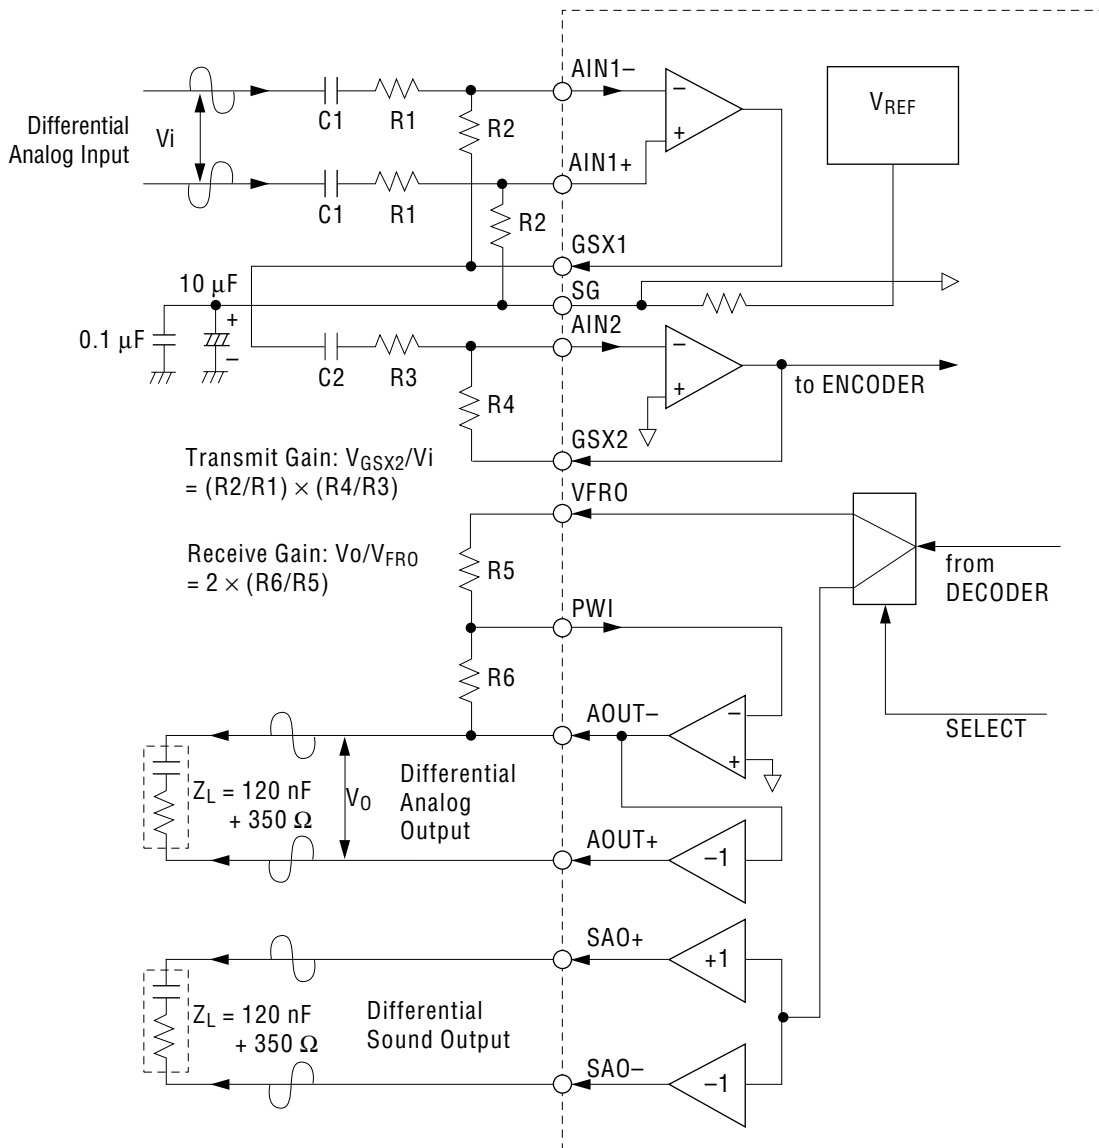 AIN1–
VREF
Differential
Analog Input
Vi
C1
R1
R2
–
+
AIN1+
C1
R1
R2
GSX1
10 µF
SG
+
–
0.1 µF
AIN2
C2
R3
–
+
to ENCODER
R4
GSX2
Transmit Gain: VGSX2/Vi
= (R2/R1) × (R4/R3)
VFRO
Receive Gain: Vo/VFRO
= 2 × (R6/R5)
R5
from
DECODER
PWI
R6
AOUT–
–
+
SELECT
ZL = 120 nF
+ 350 Ω
VO
Differential
Analog
Output
AOUT+
–1
SAO+
+1
ZL = 120 nF
+ 350 Ω
Differential
Sound Output
SAO–
–1